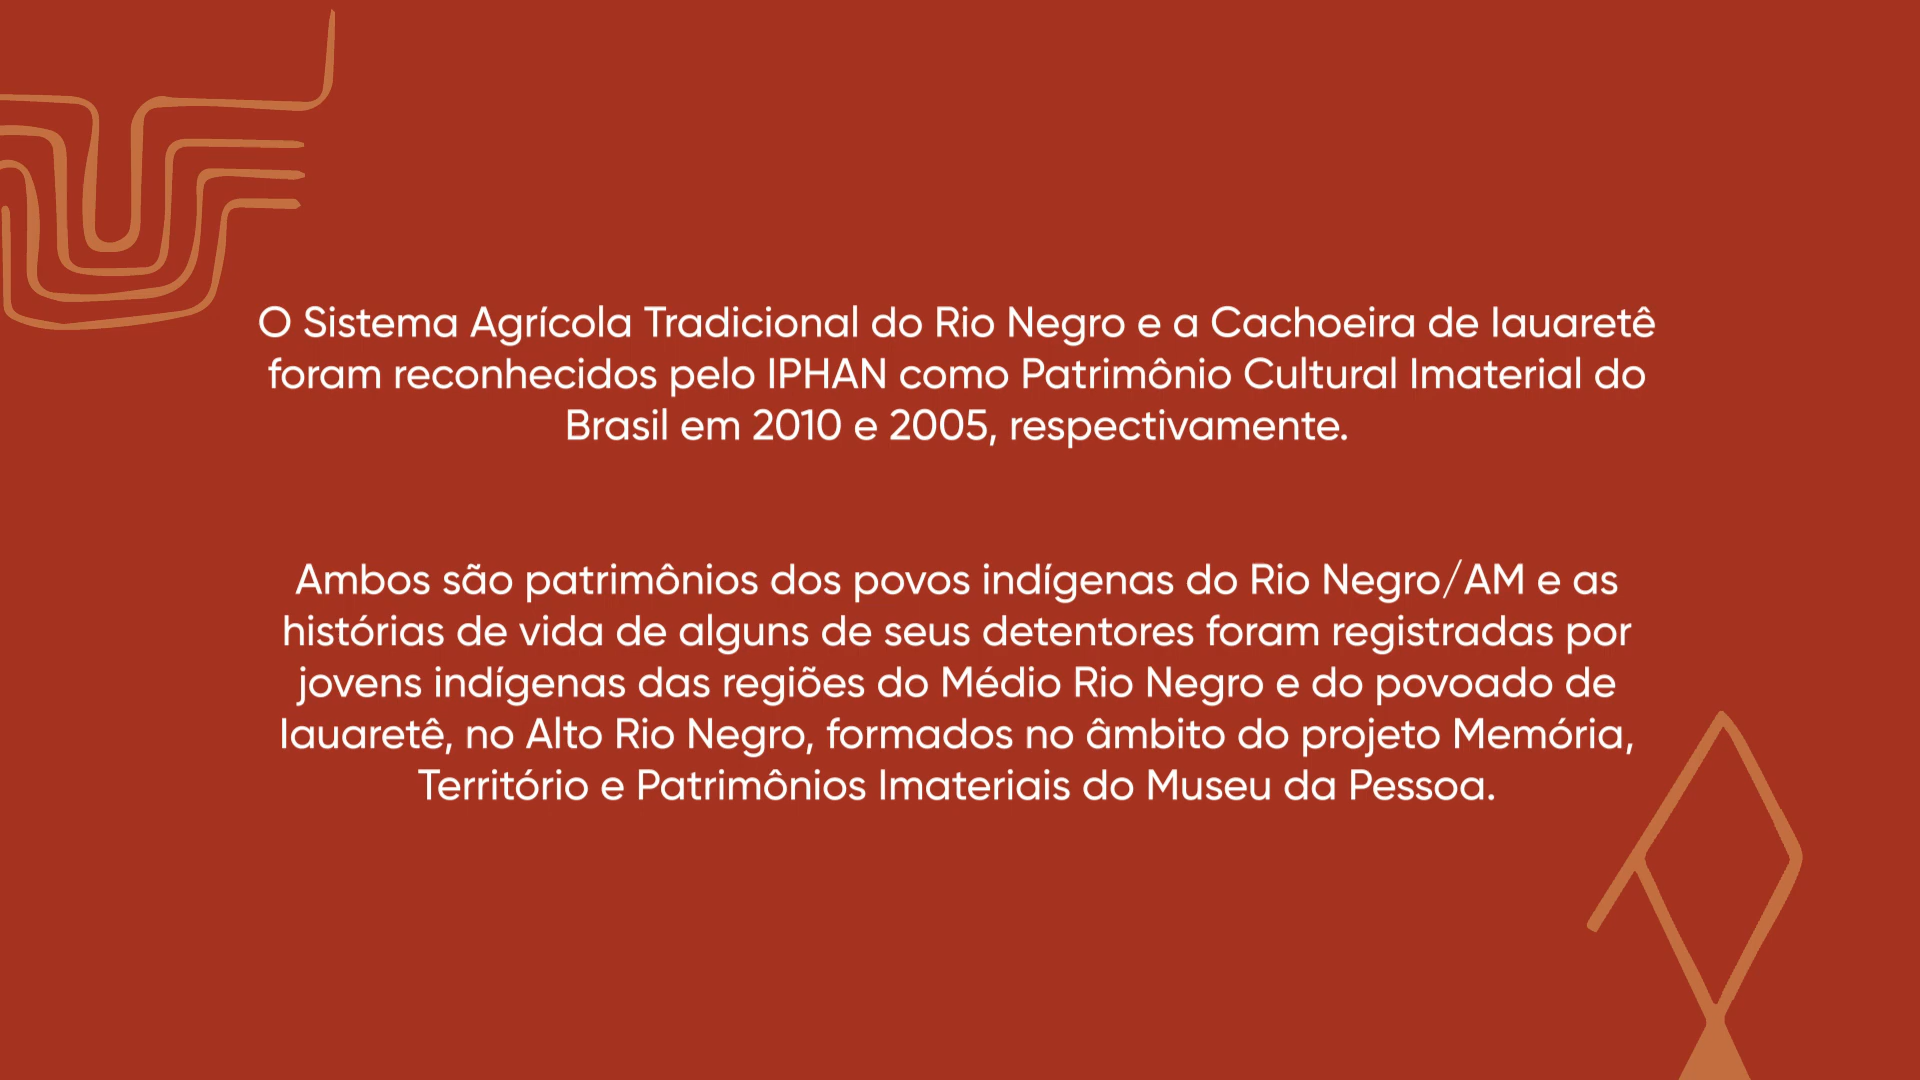 O Sistema Agrícola Tradicional do Rio Negro e a Cachoeira de Iauaretê
foram reconhecidos pelo IPHAN como Patrimônio Cultural Imaterial do
Brasil em 2010 e 2005, respectivamente.
Ambos são patrimônios dos povos indígenas do Rio Negro/AM e as
histórias de vida de alguns de seus detentores foram registradas por
jovens indígenas das regiões do Médio Rio Negro e do povoado de
Iauaretê, no Alto Rio Negro, formados no âmbito do projeto Memória,
Território e Patrimônios Imateriais do Museu da Pessoa.